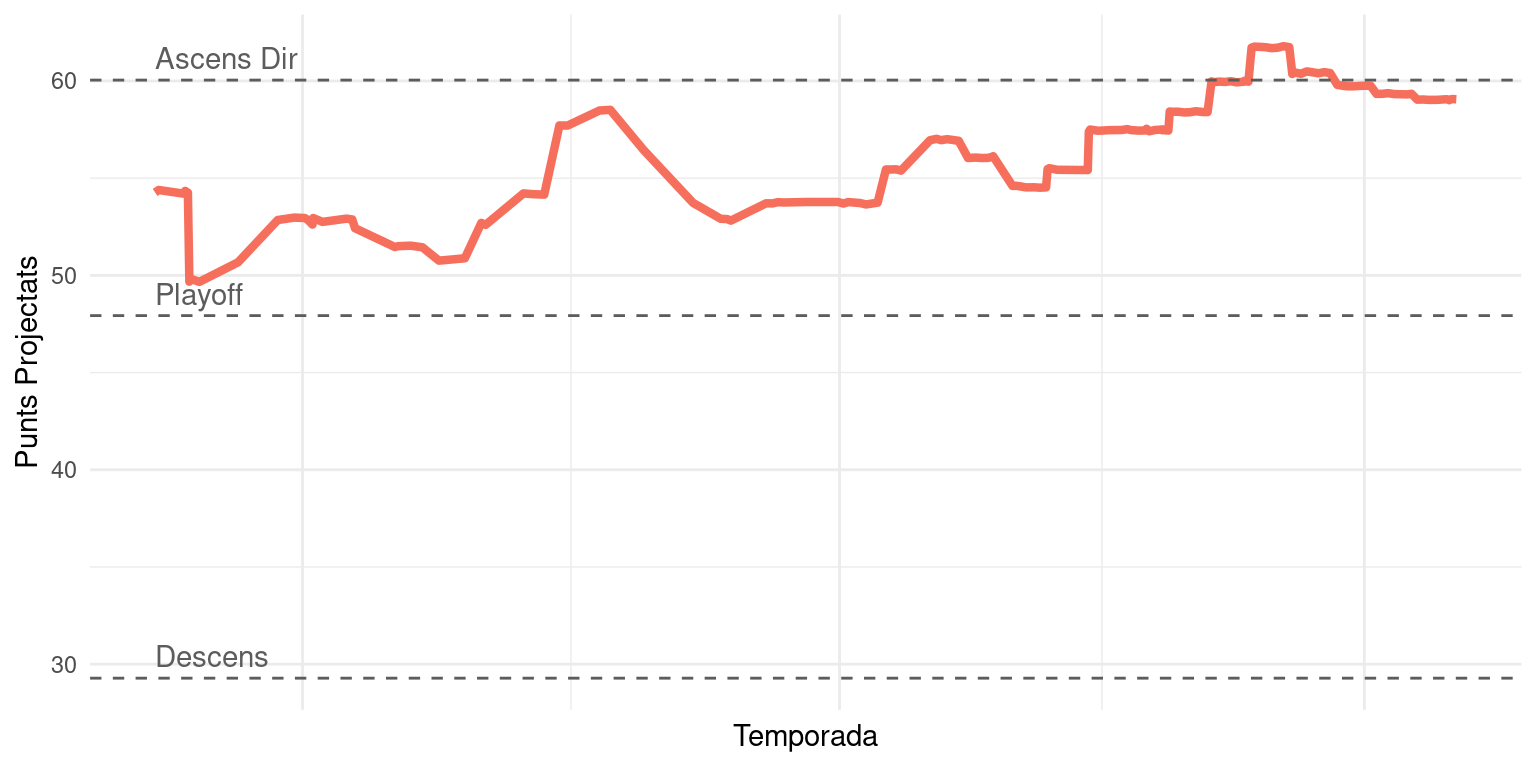 Ascens Dir
60
50
Playoff
Punts Projectats
40
Descens
30
Temporada